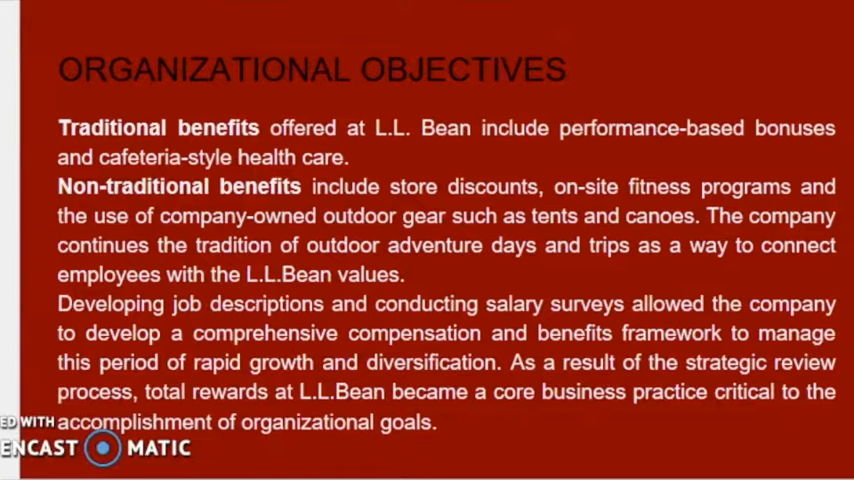 ORGANIZATIONAL OBJECTIVES
Traditional benefits offered at L.L. Bean include performance-based bonuses
and cafeteria-style health care.
Non-traditional benefits include store discounts, on-site fitness programs and
the use of company-owned outdoor gear such as tents and canoes. The company
continues the tradition of outdoor adventure days and trips as a way to connect
employees with the L.L.Bean values.
Developing job descriptions and conducting salary surveys allowed the company
to develop a comprehensive compensation and benefits framework to manage
this period of rapid growth and diversification. As a result of the strategic review
process, total rewards at L.L.Bean became a core business practice critical to the
accomplishment of organizational goals.
ED WITH
ENCAST MATIC